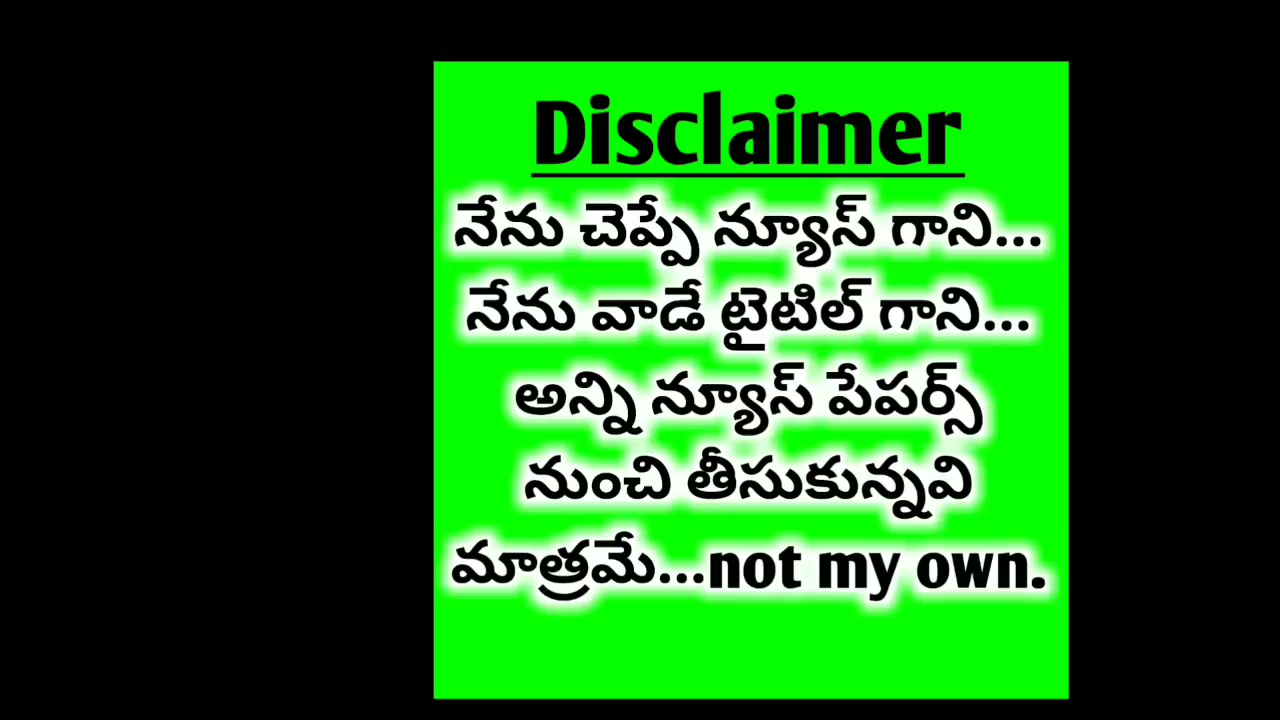 Disclaimer
నేను చెప్పే న్యూస్ గాని...
నేను వాడే టైటిల్ గాని...
అన్ని న్యూస్ పేపర్స్
నుంచి తీసుకున్నవి
మాత్రమే...not my own.